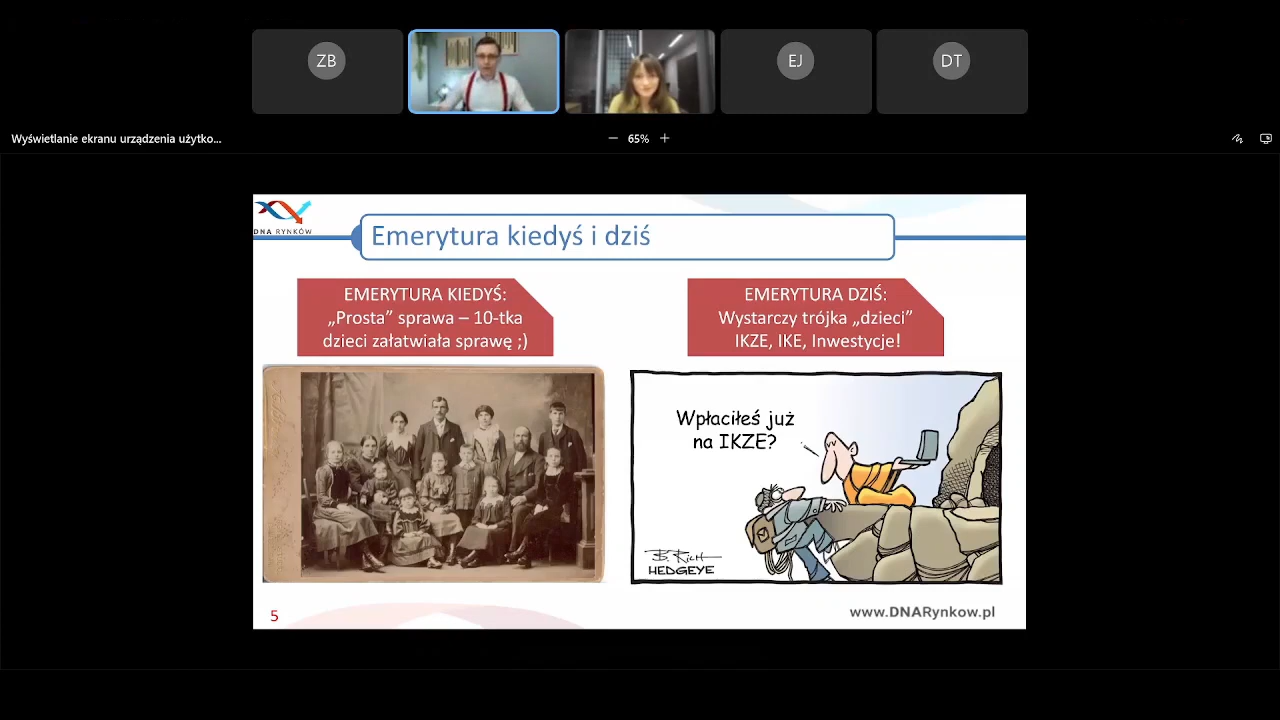 ZB
EJ
DT
Wyświetlanie ekranu urządzenia użytko...
65%
DNA RYNKÓW
Emerytura kiedyś i dziś
EMERYTURA KIEDYŚ:
„Prosta” sprawa – 10-tka
dzieci załatwiała sprawę ;)
EMERYTURA DZIŚ:
Wystarczy trójka „dzieci”
IKZE, IKE, Inwestycje!
Wpłaciłeś już
na IKZE?
B. Rich
HEDGEYE
5
www.DNARynkow.pl